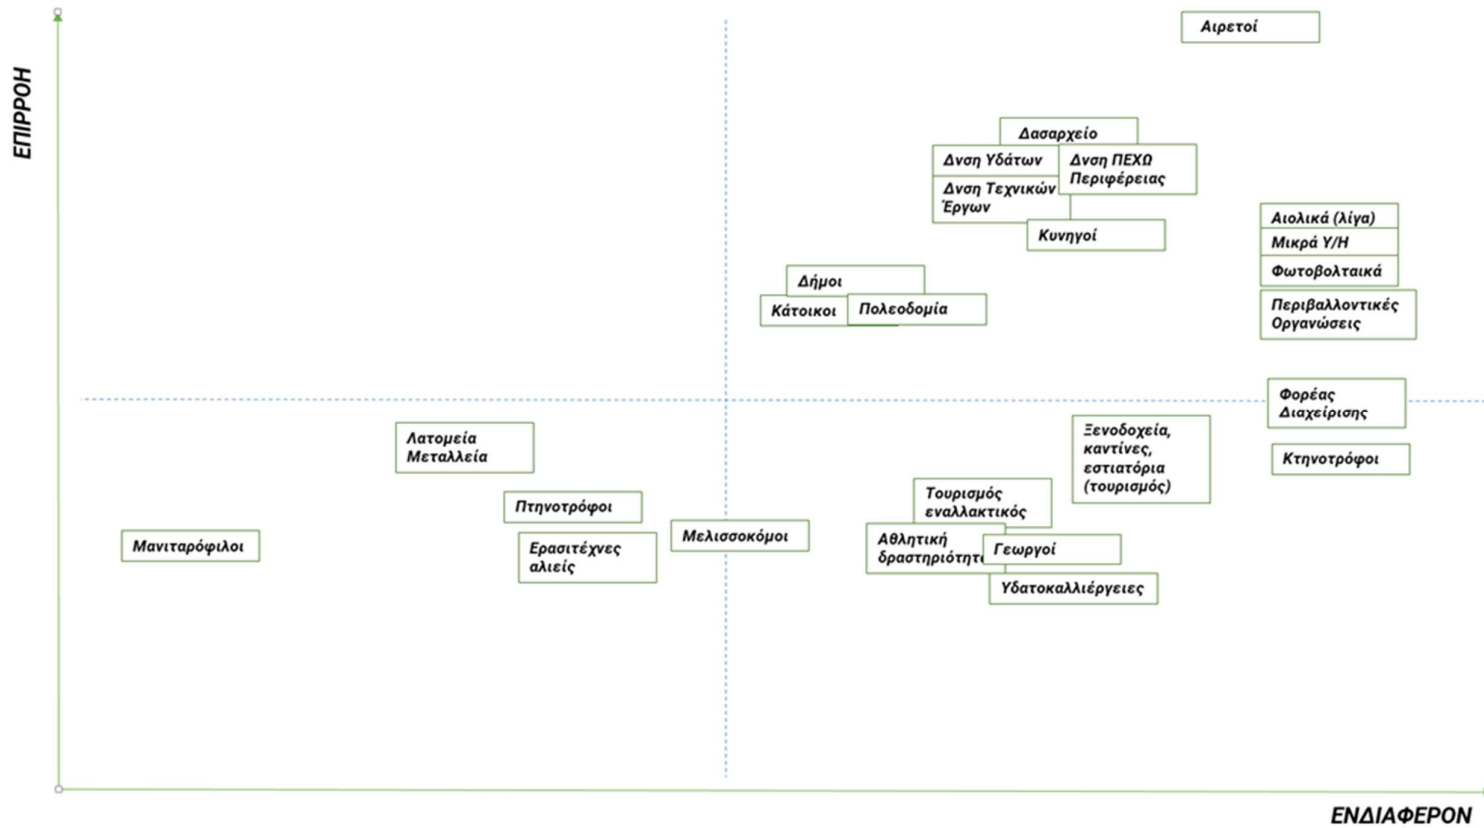 ΕΠΙΡΡΟΗ
Αιρετοί
Δασαρχείο
Δνση Υδάτων
Δνση ΠΕΧΩ
Περιφέρειας
Δνση Τεχνικών
Έργων
Κυνηγοί
Αιολικά (λίγα)
Μικρά Υ/Η
Φωτοβολταικά
Περιβαλλοντικές
Οργανώσεις
Δήμοι
Κάτοικοι
Πολεοδομία
Φορέας
Διαχείρισης
Κτηνοτρόφοι
Ξενοδοχεία,
καντίνες,
εστιατόρια
(τουρισμός)
Λατομεία
Μεταλλεία
Πτηνοτρόφοι
Ερασιτέχνες
αλιείς
Μανιταρόφιλοι
Μελισσοκόμοι
Τουρισμός
εναλλακτικός
Αθλητική
Γεωργοί
Υδατοκαλλιέργειες
ΕΝΔΙΑΦΕΡΟΝ